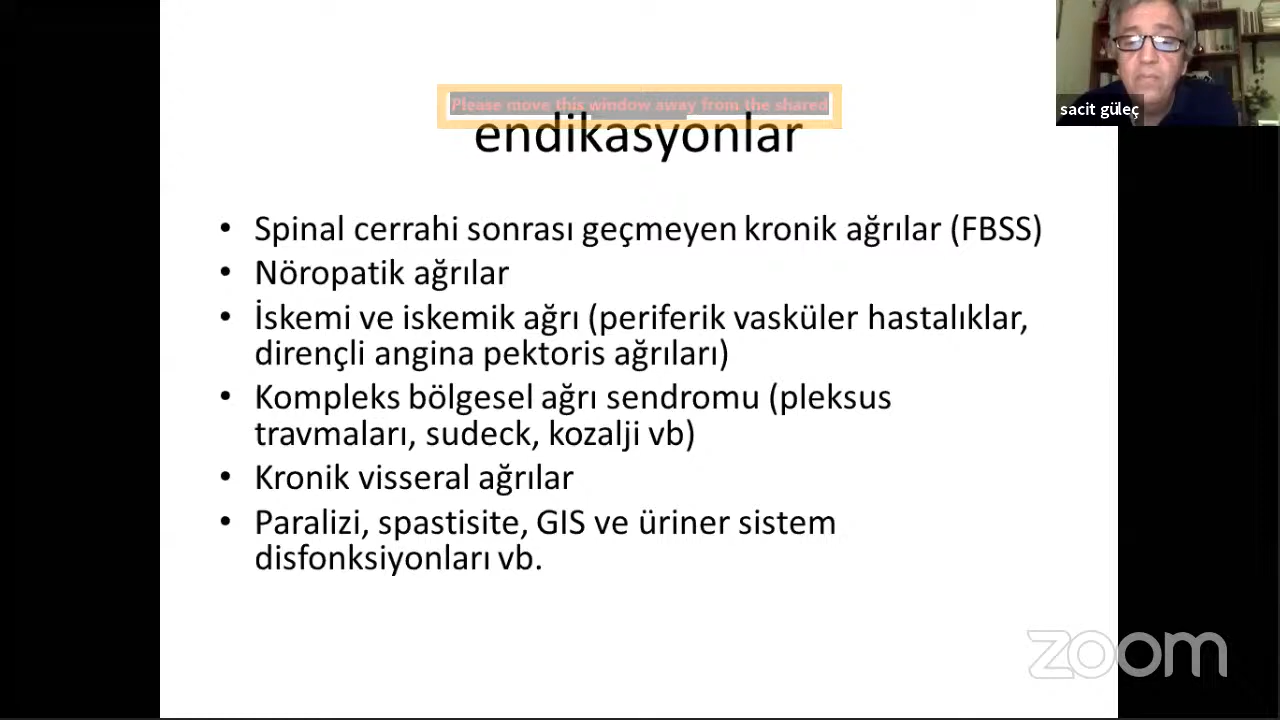 Please move this window away from the shared
sacit güleç
endikasyonlar
• Spinal cerrahi sonrası geçmeyen kronik ağrılar (FBSS)
• Nöropatik ağrılar
• İskemi ve iskemik ağrı (periferik vasküler hastalıklar,
dirençli angina pektoris ağrıları)
• Kompleks bölgesel ağrı sendromu (pleksus
travmaları, sudeck, kozalji vb)
• Kronik visseral ağrılar
• Paralizi, spastisite, GIS ve üriner sistem
disfonksiyonları vb.
zoom